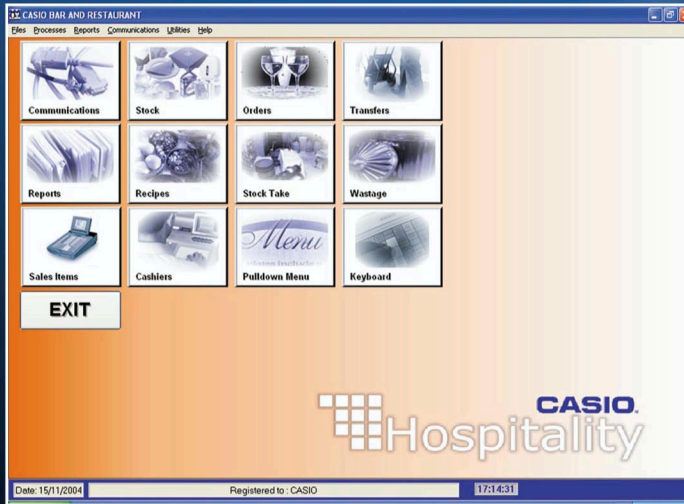 CASIO BAR AND RESTAURANT
Files Processes Reports Communications Utilities Help
Communications
Stock
Orders
Transfers
Reports
Recipes
Stock Take
Wastage
Sales Items
Cashiers
Menu
Pulldown Menu
Keyboard
EXIT
CASIO.
Hospitality
Date: 15/11/2004
Registered to : CASIO
17:14:31